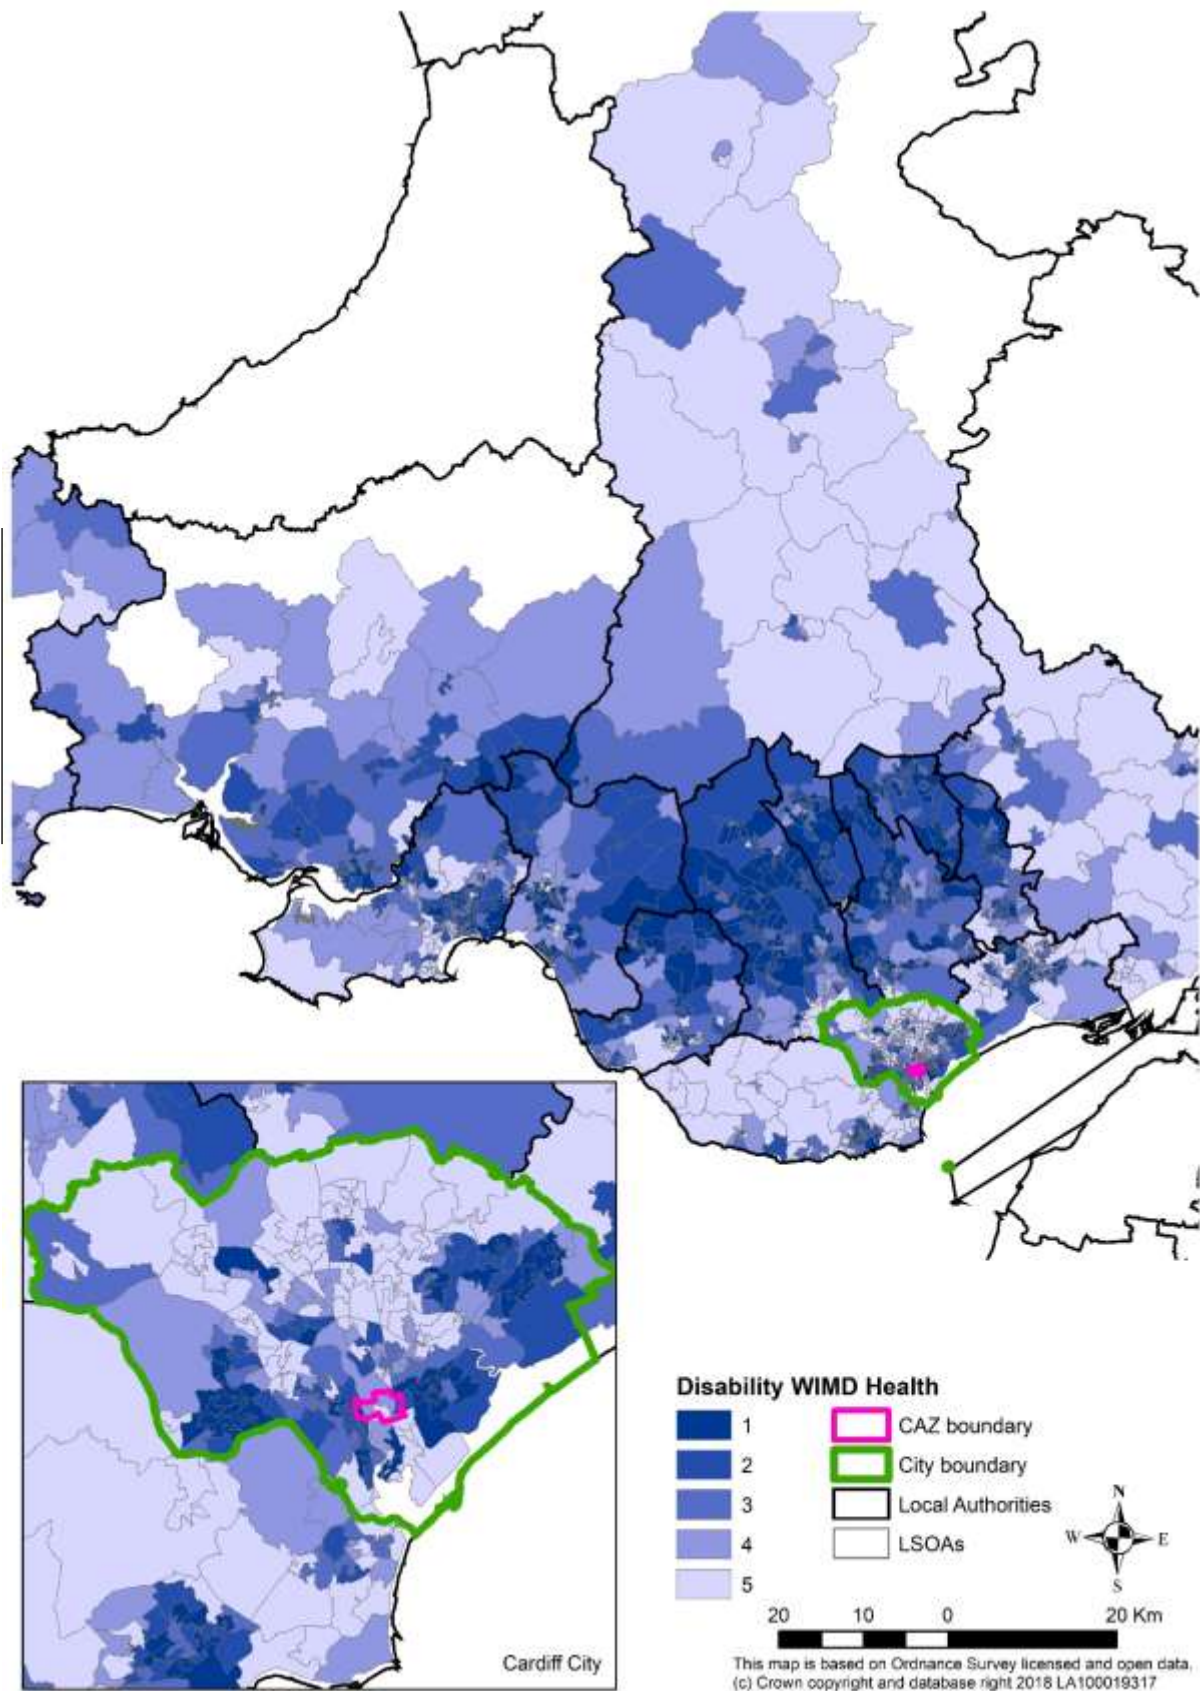 Cardiff City
Disability WIMD Health
1
2
3
4
5
CAZ boundary
City boundary
Local Authorities
LSOAs
N
W
E
S
20 10 0 20 Km
This map is based on Ordnance Survey licensed and open data.
(c) Crown copyright and database right 2018 LA100019317